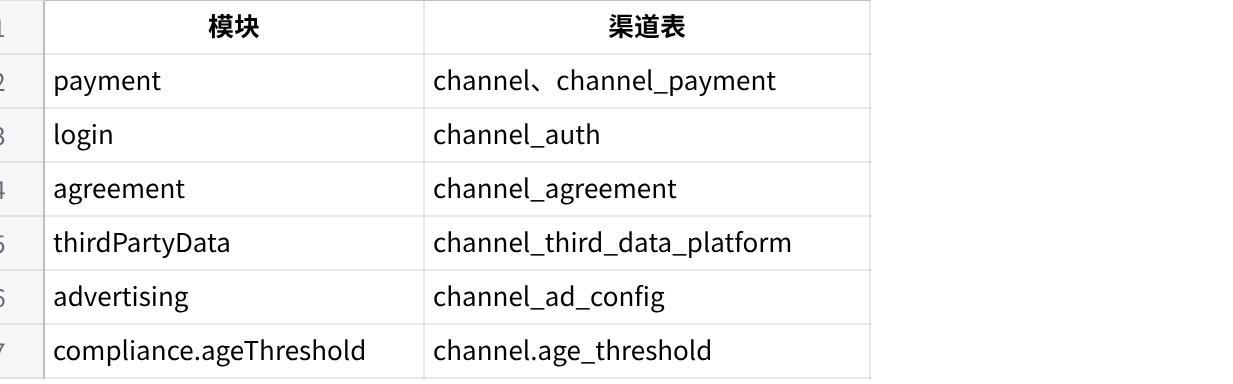 模块 渠道表
2 payment channel、channel_payment
3 login channel_auth
4 agreement channel_agreement
5 thirdPartyData channel_third_data_platform
6 advertising channel_ad_config
7 compliance.ageThreshold channel.age_threshold